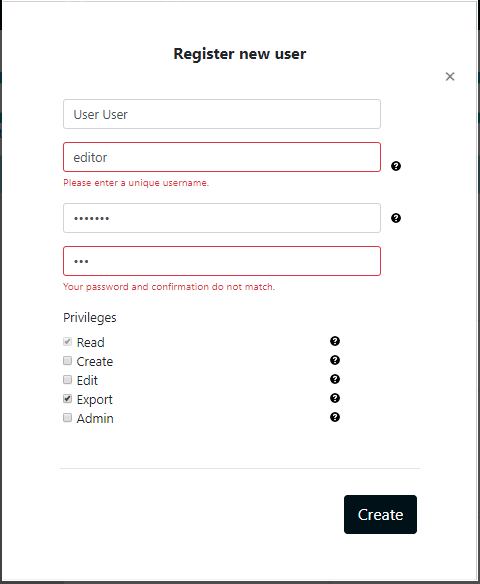 Register new user
×
User User
editor
?
Please enter a unique username.
•••••••
?
•••
Your password and confirmation do not match.
Privileges
Read ?
Create ?
Edit ?
Export ?
Admin ?
Create